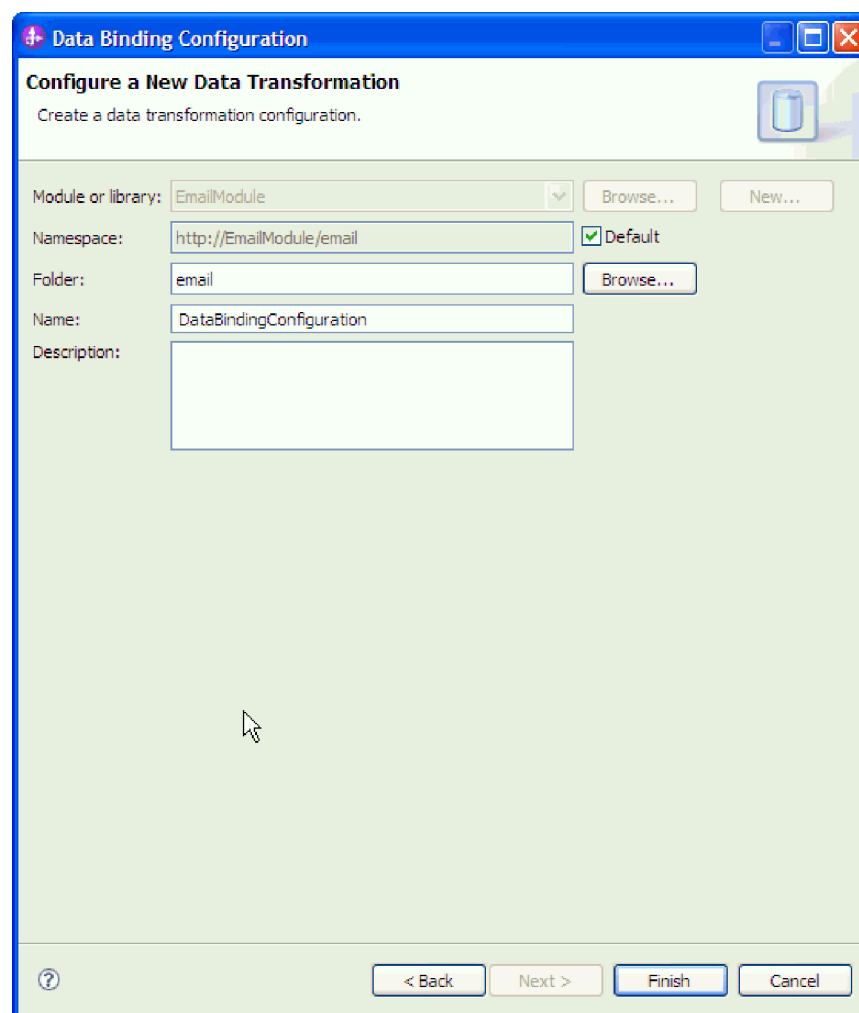 Data Binding Configuration
Configure a New Data Transformation
Create a data transformation configuration.
Module or library: EmailModule Browse... New...
Namespace: http://EmailModule/email Default
Folder: email Browse...
Name: DataBindingConfiguration
Description:
? < Back Next > Finish Cancel